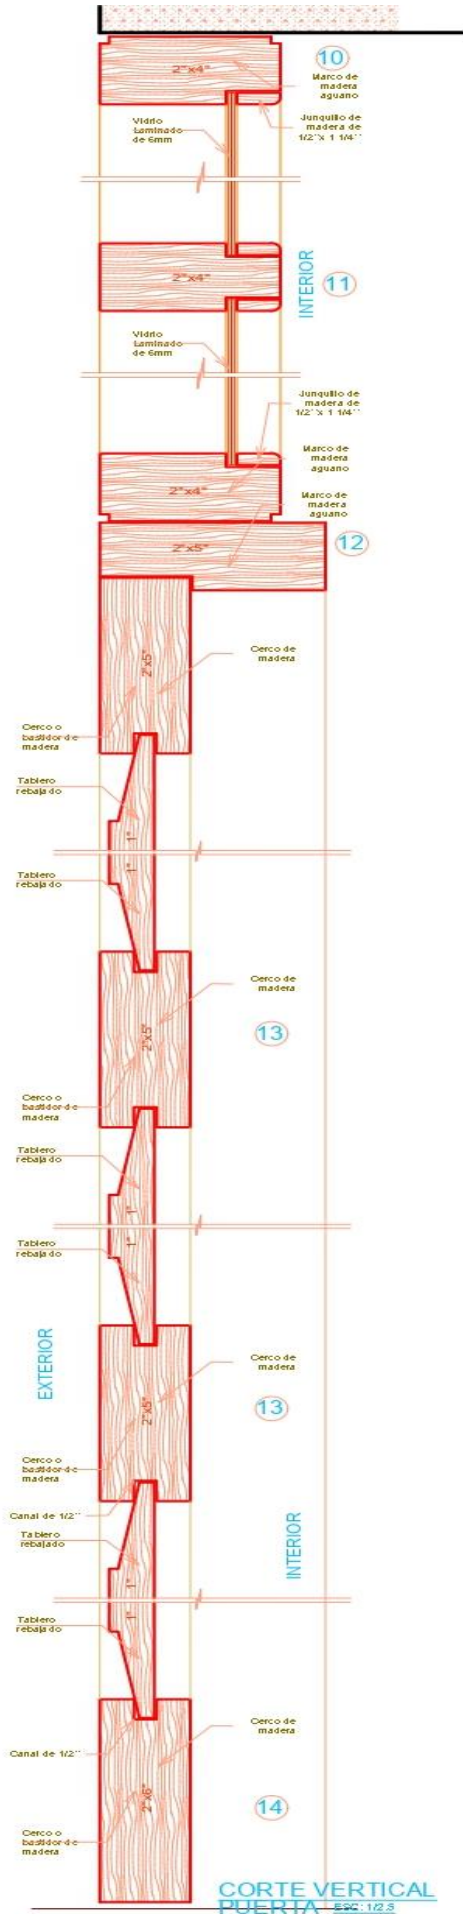 10
2"x4"
Marco de
madera
aguano
Vidrio
Laminado
de 6mm
Junquillo de
madera de
1/2"x 1 1/4"
INTERIOR
2"x4"
11
Vidrio
Laminado
de 6mm
Junquillo de
madera de
1/2" x 1 1/4"
Marco de
madera
aguano
2"x4"
Marco de
madera
aguano
2"x5"
12
2"x5"
Cerco de
madera
Cerco o
bastidor de
madera
Tablero
rebajado
1"
1"
Tablero
rebajado
Cerco de
madera
2"x5"
13
Cerco o
bastidor de
madera
Tablero
rebajado
1"
1"
Tablero
rebajado
EXTERIOR
Cerco de
madera
2"x5"
13
Cerco o
bastidor de
madera
Canal de 1/2"
Tablero
rebajado
INTERIOR
1"
1"
Tablero
rebajado
Cerco de
madera
Canal de 1/2"
2"x6"
14
Cerco o
bastidor de
madera
CORTE VERTICAL
PUERTA ESC: 1/2.5